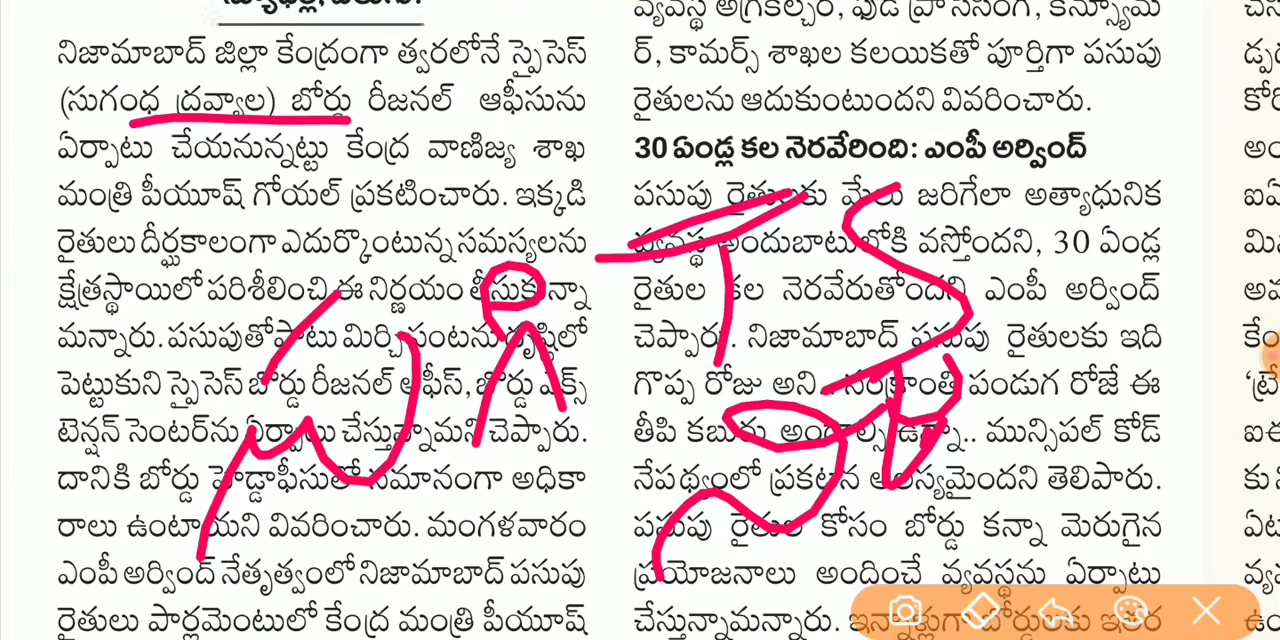 నిజామాబాద్ జిల్లా కేంద్రంగా త్వరలోనే స్పైసెస్
(సుగంధ ద్రవ్యాల) బోర్డు రీజనల్ ఆఫీసును
ఏర్పాటు చేయనున్నట్టు కేంద్ర వాణిజ్య శాఖ
మంత్రి పీయూష్ గోయల్ ప్రకటించారు. ఇక్కడి
రైతులు దీర్ఘకాలంగా ఎదుర్కొంటున్న సమస్యలను
క్షేత్రస్థాయిలో పరిశీలించి ఈ నిర్ణయం తీసుకున్నా
మన్నారు. పసుపుతోపాటు మిర్చి పంటను దృష్టిలో
పెట్టుకుని స్పైసెస్ బోర్డు రీజనల్ ఆఫీస్, బోర్డు ఎక్స్
టెన్షన్ సెంటర్‌ను ఏర్పాటు చేస్తున్నామని చెప్పారు.
దానికి బోర్డు హెడ్డాఫీసులో సమానంగా అధికా
రాలు ఉంటాయని వివరించారు. మంగళవారం
ఎంపీ అర్వింద్ నేతృత్వంలో నిజామాబాద్ పసుపు
రైతులు పార్లమెంటులో కేంద్ర మంత్రి పీయూష్
వ్యవస్థ అగ్రికల్చర్, ఫుడ్ ప్రాసెసింగ్, కన్స్యూమ
ర్, కామర్స్ శాఖల కలయికతో పూర్తిగా పసుపు
రైతులను ఆదుకుంటుందని వివరించారు.
30 ఏండ్ల కల నెరవేరింది: ఎంపీ అర్వింద్
పసుపు రైతులకు మేలు జరిగేలా అత్యాధునిక
వ్యవస్థ అందుబాటులోకి వస్తోందని, 30 ఏండ్ల
రైతుల కల నెరవేరుతోందని ఎంపీ అర్వింద్
చెప్పారు. నిజామాబాద్ పసుపు రైతులకు ఇది
గొప్ప రోజు అని సంక్రాంతి పండుగ రోజే ఈ
తీపి కబురు అందాల్సి ఉన్నా.. మున్సిపల్ కోడ్
నేపథ్యంలో ప్రకటన ఆలస్యమైందని తెలిపారు.
పసుపు రైతుల కోసం బోర్డు కన్నా మెరుగైన
ప్రయోజనాలు అందించే వ్యవస్థను ఏర్పాటు
చేస్తున్నామన్నారు. ఇన్నాళ్లుగా బోర్డులకు ఇతర